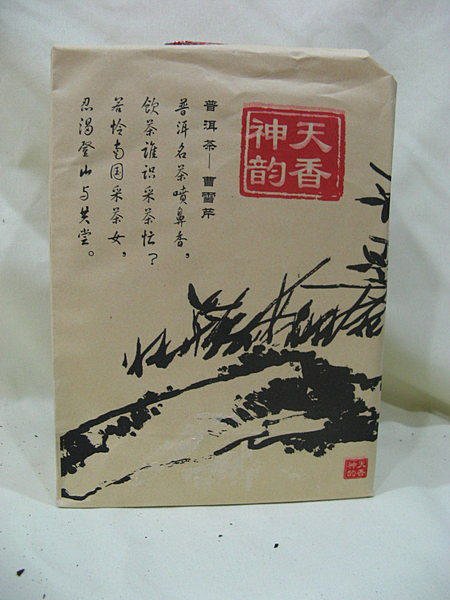 天香
神韵
普洱茶—曹雪芹
普洱名茶喷鼻香，
饮茶谁识采茶忙？
若怜南国采茶女，
忍渴登山与共尝。
天香
神韵